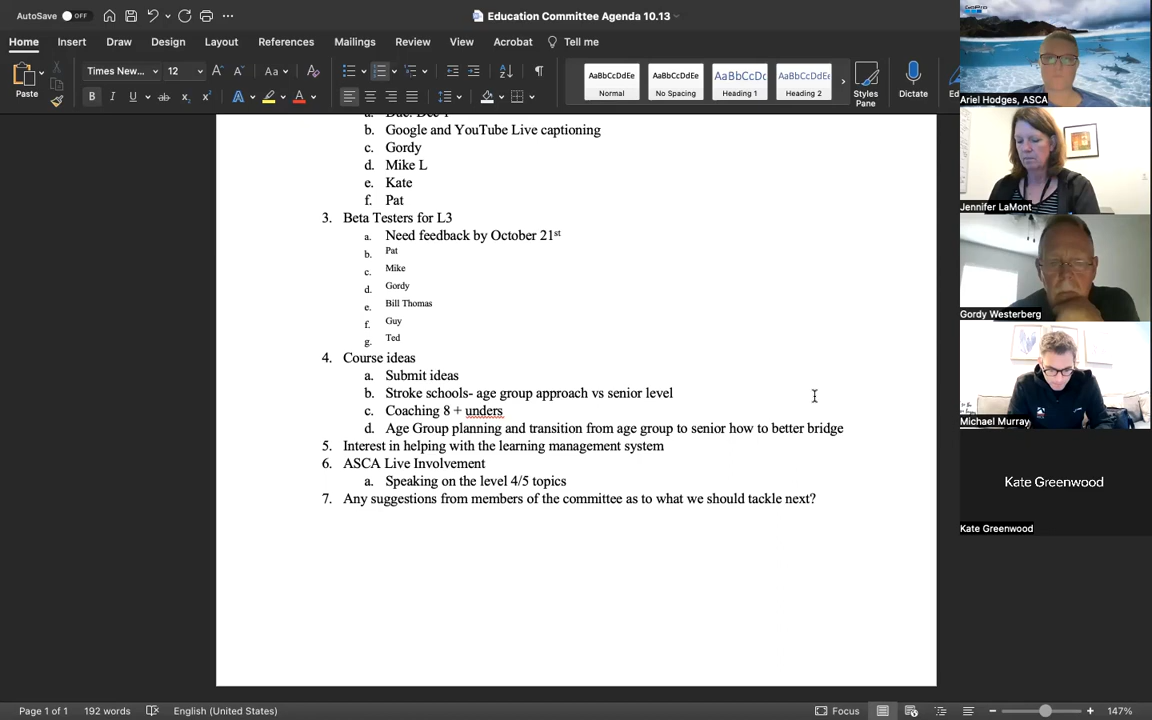 AutoSave OFF
Education Committee Agenda 10.13
Home Insert Draw Design Layout References Mailings Review View Acrobat Tell me
Paste
Times New... 12
AaBbCcDdEe
Normal
AaBbCcDdEe
No Spacing
AaBbCcDc
Heading 1
AaBbCcDdEe
Heading 2
Styles
Pane
Dictate
b. Google and YouTube Live captioning
c. Gordy
d. Mike L
e. Kate
f. Pat
3. Beta Testers for L3
a. Need feedback by October 21st
b. Pat
c. Mike
d. Gordy
e. Bill Thomas
f. Guy
g. Ted
4. Course ideas
a. Submit ideas
b. Stroke schools- age group approach vs senior level
c. Coaching 8 + unders
d. Age Group planning and transition from age group to senior how to better bridge
5. Interest in helping with the learning management system
6. ASCA Live Involvement
a. Speaking on the level 4/5 topics
7. Any suggestions from members of the committee as to what we should tackle next?
GoPro
Ariel Hodges, ASCA
Jennifer LaMont
Gordy Westerberg
Michael Murray
Kate Greenwood
Kate Greenwood
Page 1 of 1 192 words English (United States) Focus 147%